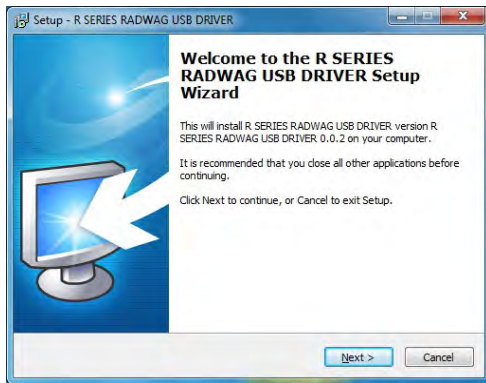 Setup - R SERIES RADWAG USB DRIVER
Welcome to the R SERIES
RADWAG USB DRIVER Setup
Wizard
This will install R SERIES RADWAG USB DRIVER version R
SERIES RADWAG USB DRIVER 0.0.2 on your computer.
It is recommended that you close all other applications before
continuing.
Click Next to continue, or Cancel to exit Setup.
Next > Cancel